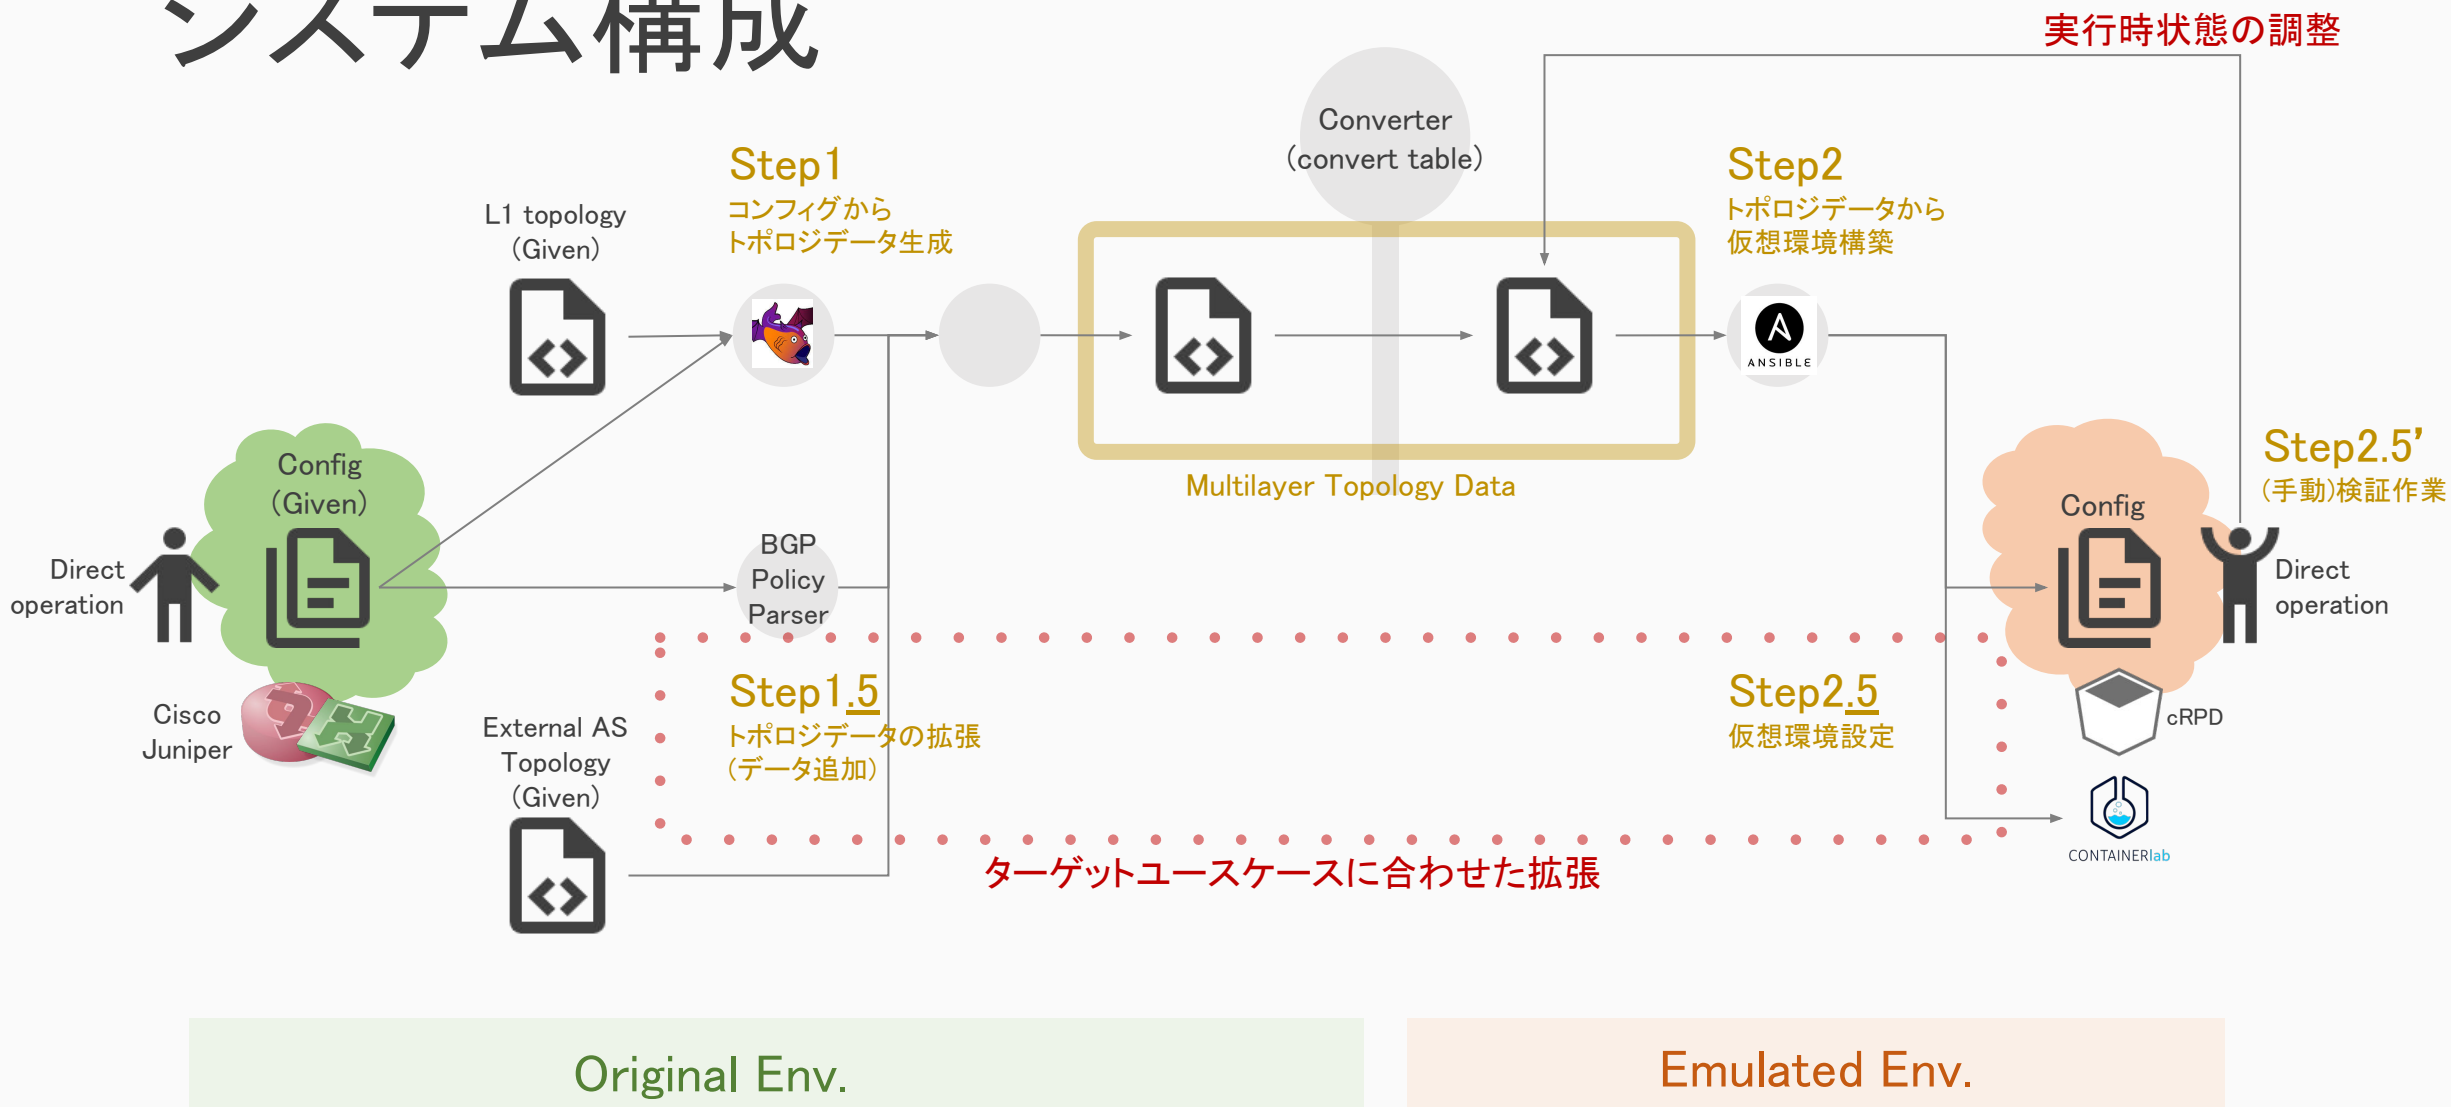 システム構成
実行時状態の調整
Converter
(convert table)
Step1
コンフィグから
トポロジデータ生成
Step2
トポロジデータから
仮想環境構築
L1 topology
(Given)
ANSIBLE
Multilayer Topology Data
Config
(Given)
Step2.5’
(手動)検証作業
Config
Direct
operation
BGP
Policy
Parser
Direct
operation
Cisco
Juniper
Step1.5
トポロジデータの拡張
(データ追加)
Step2.5
仮想環境設定
cRPD
External AS
Topology
(Given)
CONTAINERlab
ターゲットユースケースに合わせた拡張
Original Env.
Emulated Env.